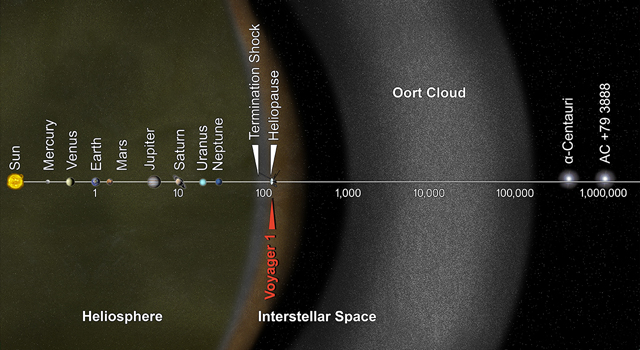 Sun
Mercury
Venus
Earth
Mars
Jupiter
Saturn
Uranus
Neptune
Termination Shock
Heliopause
Oort Cloud
α-Centauri
AC +79 3888
1
10
100
1,000
10,000
100,000
1,000,000
Voyager 1
Heliosphere
Interstellar Space